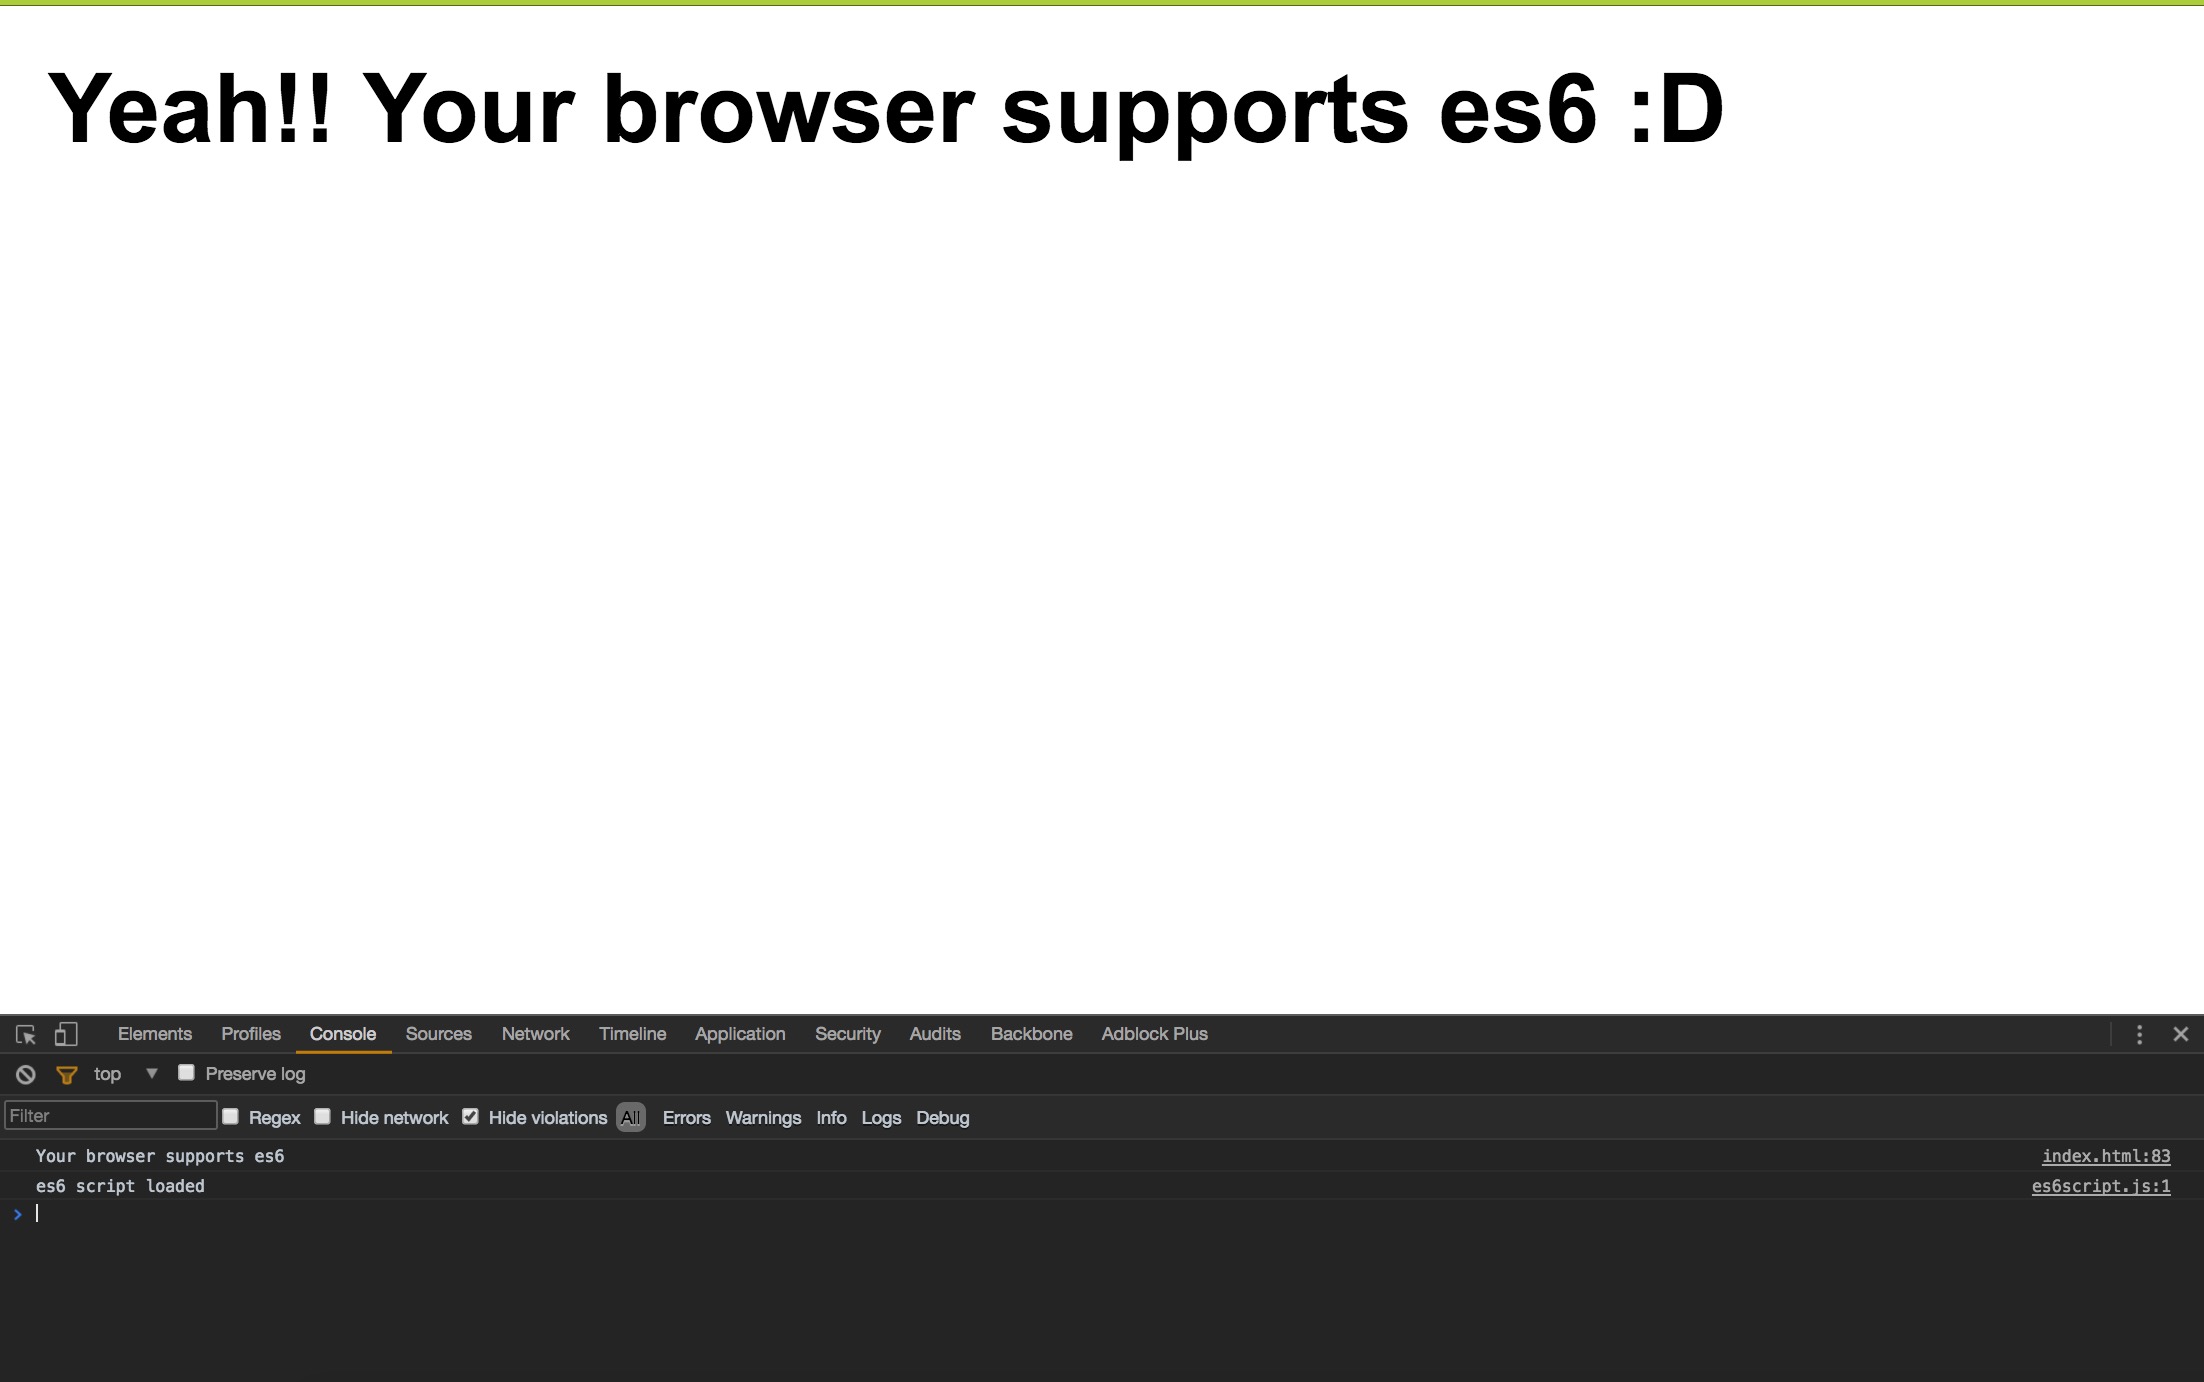 Yeah!! Your browser supports es6 :D
Elements Profiles Console Sources Network Timeline Application Security Audits Backbone Adblock Plus
top Preserve log
Filter Regex Hide network Hide violations All Errors Warnings Info Logs Debug
Your browser supports es6 index.html:83
es6 script loaded es6script.js:1